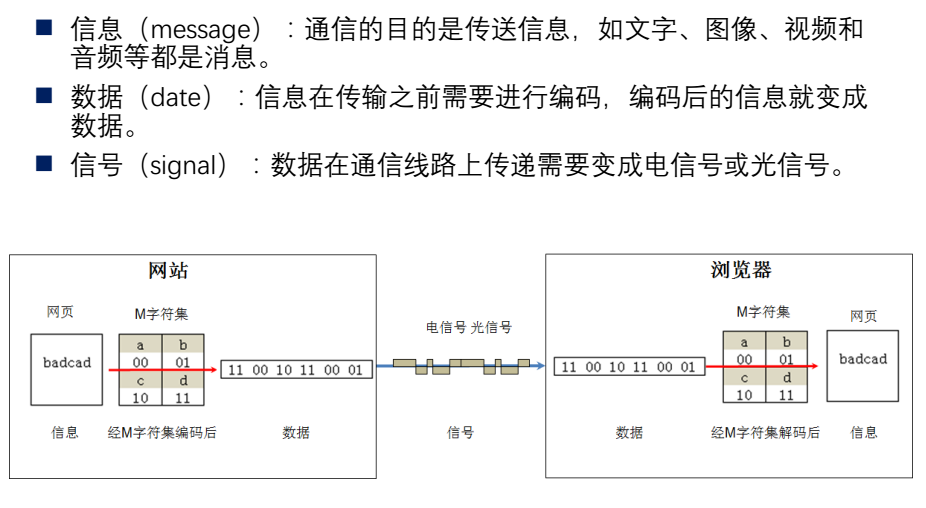 信息（message）：通信的目的是传送信息，如文字、图像、视频和
音频等都是消息。
数据（date）：信息在传输之前需要进行编码，编码后的信息就变成
数据。
信号（signal）：数据在通信线路上传递需要变成电信号或光信号。
网站
网页
M字符集
badcad
a b
00 01
c d
10 11
11 00 10 11 00 01
信息
经M字符集编码后
数据
电信号 光信号
信号
浏览器
11 00 10 11 00 01
M字符集
a b
00 01
c d
10 11
网页
badcad
数据
经M字符集解码后
信息